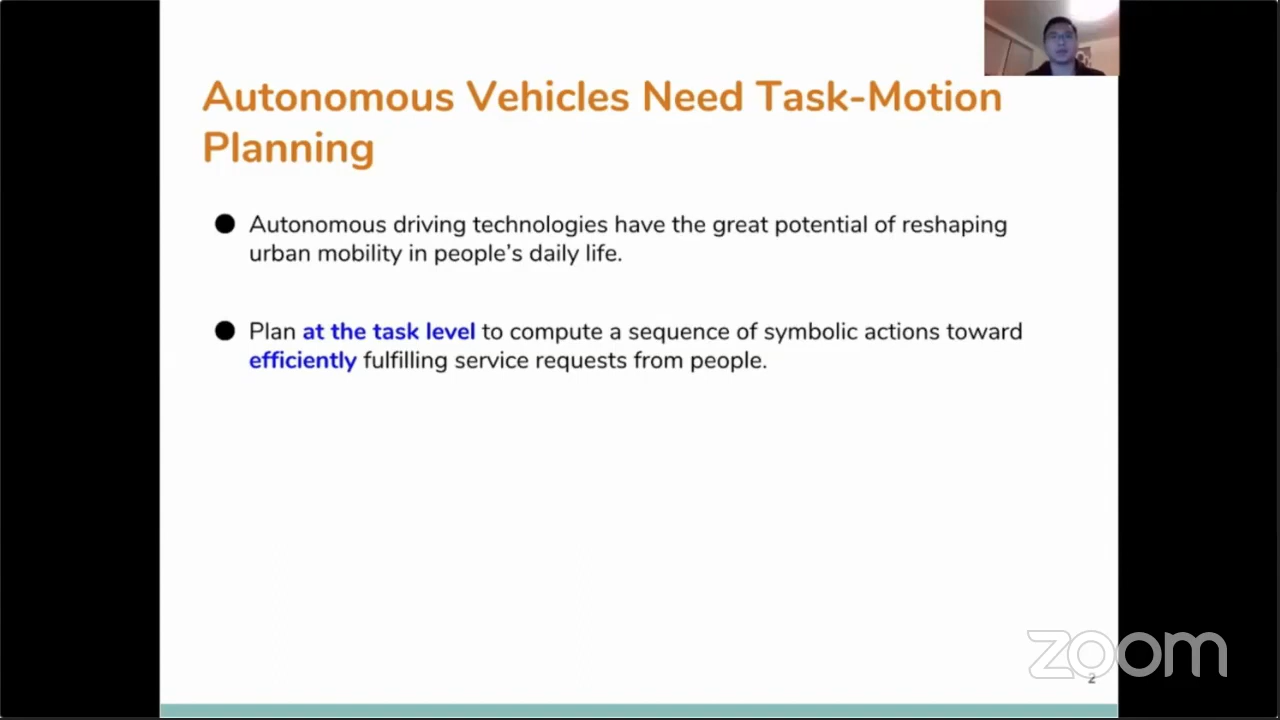 Autonomous Vehicles Need Task-Motion
Planning
● Autonomous driving technologies have the great potential of reshaping
urban mobility in people's daily life.
● Plan at the task level to compute a sequence of symbolic actions toward
efficiently fulfilling service requests from people.
zoom
2